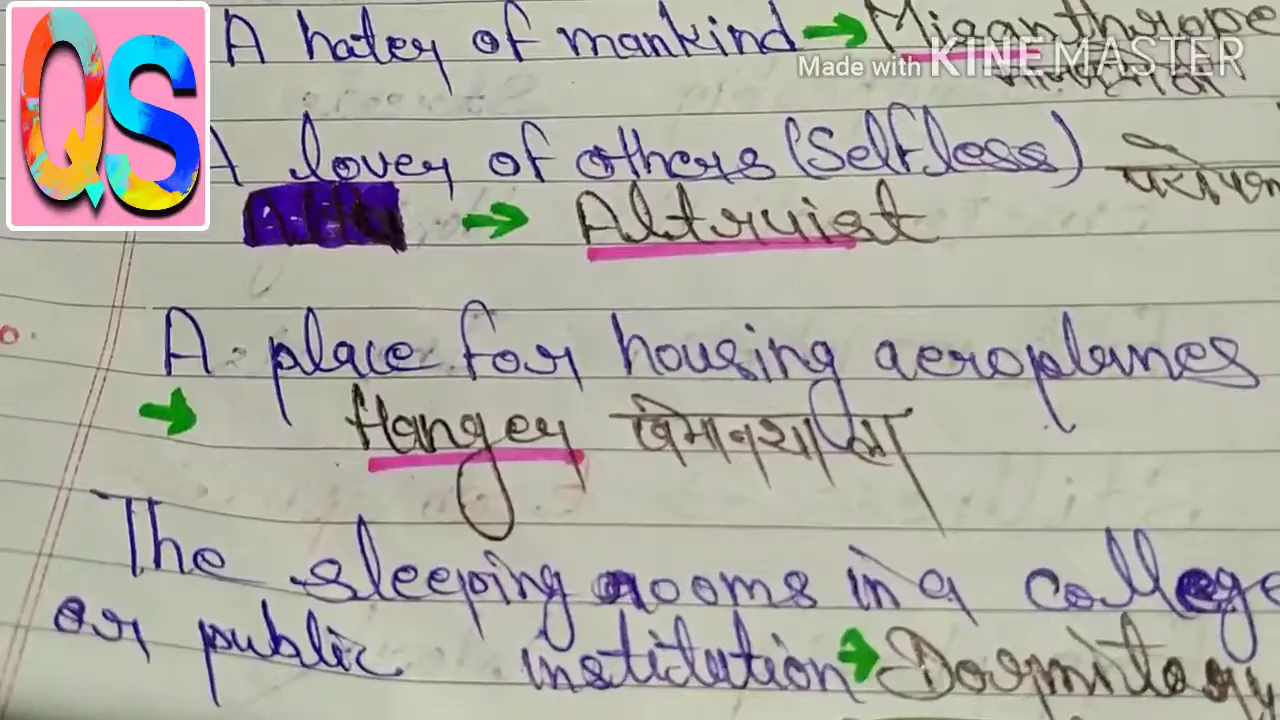 QS
A hater of mankind → Misanthrope
Made with KINEMASTER
A lover of others (Selfless)
→ Altruist
A place for housing aeroplanes
→ Hanger विमानशाला
The sleeping rooms in a college
or public institution → Dormitory